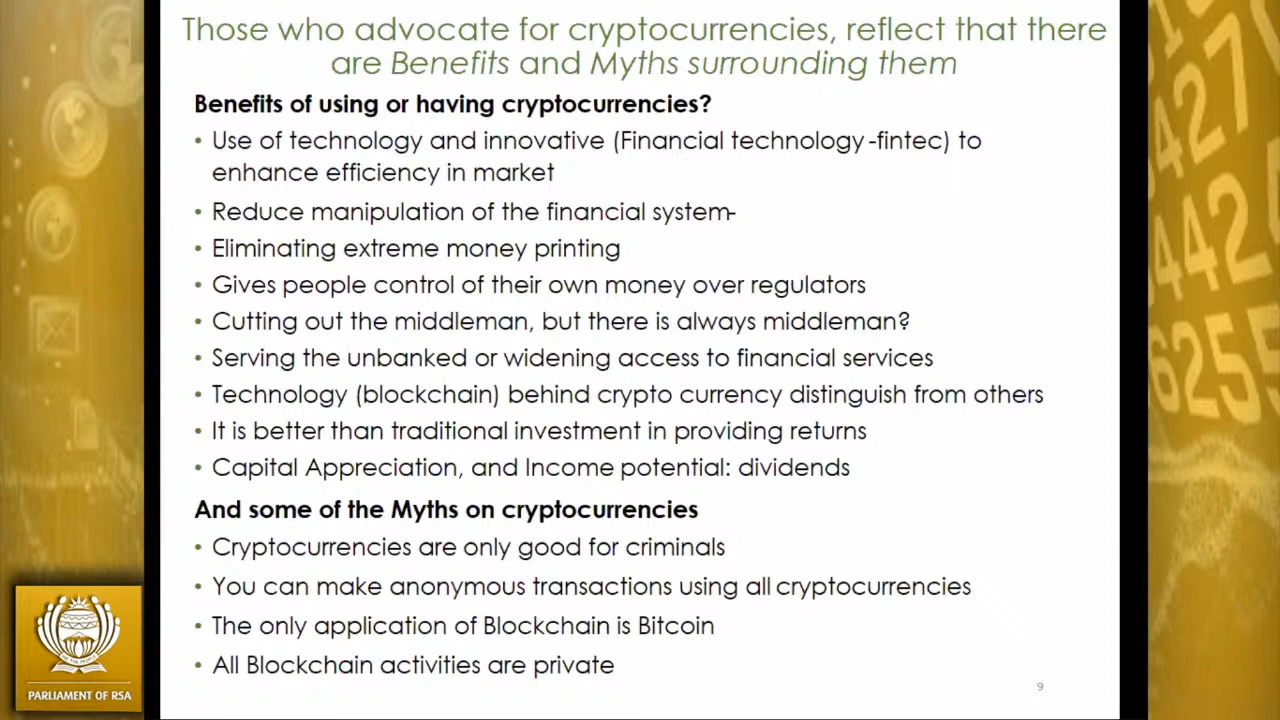 Those who advocate for cryptocurrencies, reflect that there
are Benefits and Myths surrounding them
Benefits of using or having cryptocurrencies?
• Use of technology and innovative (Financial technology-fintec) to
enhance efficiency in market
• Reduce manipulation of the financial system-
• Eliminating extreme money printing
• Gives people control of their own money over regulators
• Cutting out the middleman, but there is always middleman?
• Serving the unbanked or widening access to financial services
• Technology (blockchain) behind crypto currency distinguish from others
• It is better than traditional investment in providing returns
• Capital Appreciation, and Income potential: dividends
And some of the Myths on cryptocurrencies
• Cryptocurrencies are only good for criminals
• You can make anonymous transactions using all cryptocurrencies
• The only application of Blockchain is Bitcoin
• All Blockchain activities are private
9
PARLIAMENT OF RSA
427
442
6255